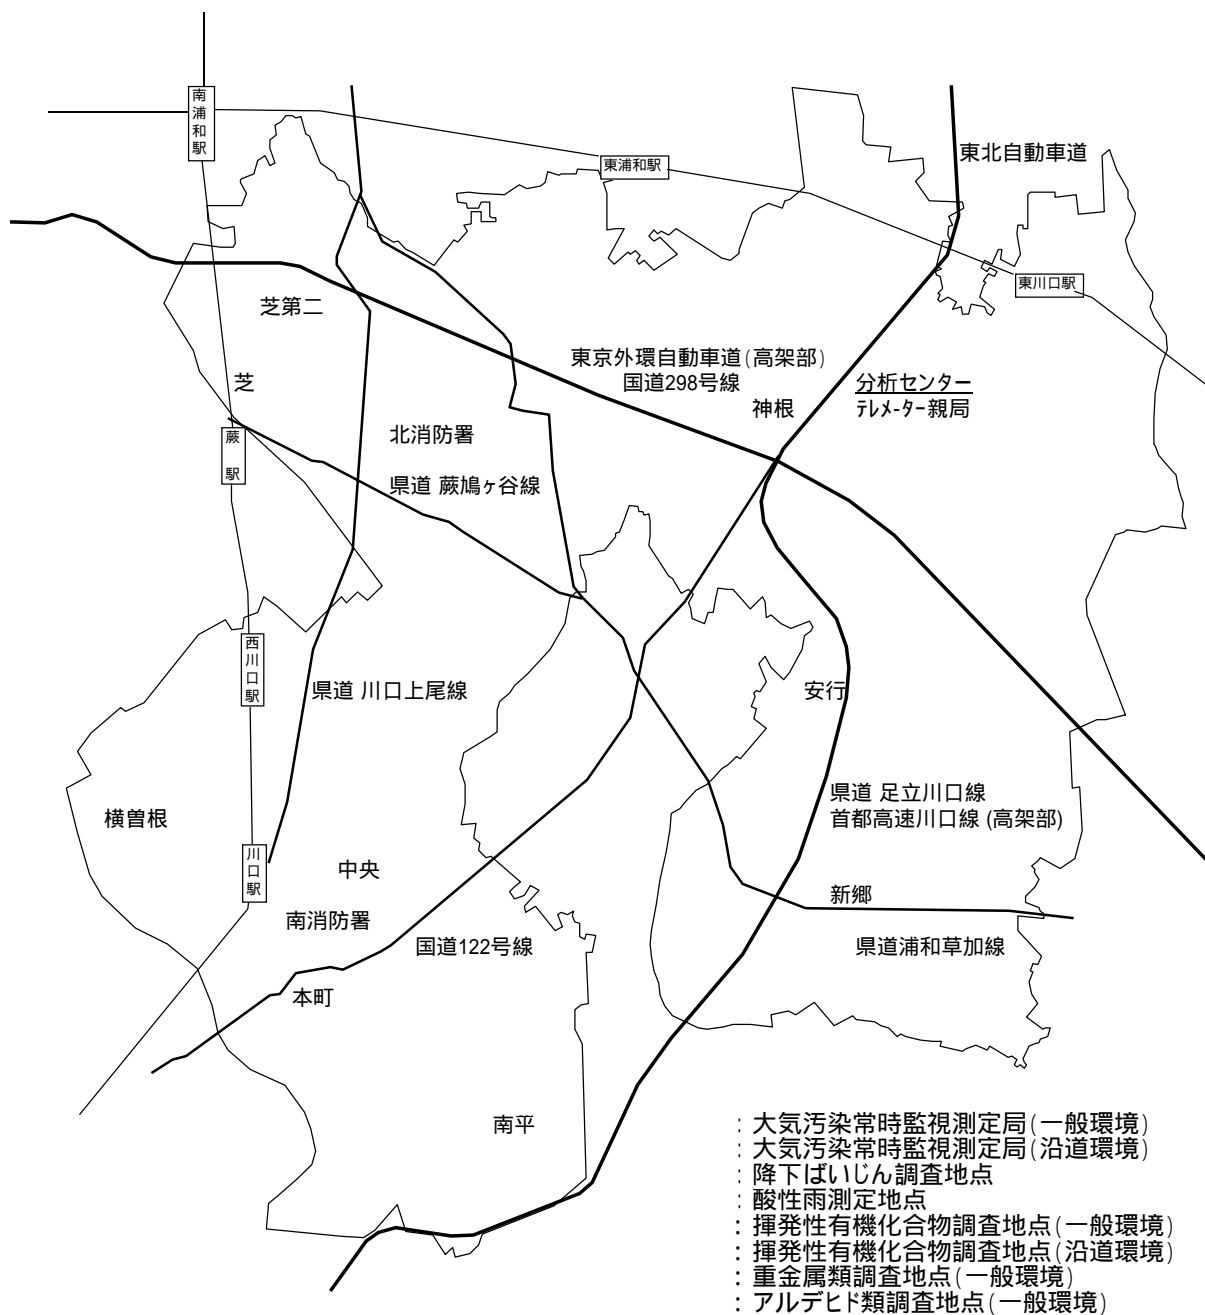 南浦和駅
東浦和駅
東北自動車道
東川口駅
芝第二
東京外環自動車道(高架部)
国道298号線
分析センター
テレメーター親局
神根
芝
北消防署
蕨駅
県道 蕨鳩ヶ谷線
西川口駅
県道 川口上尾線
安行
県道 足立川口線
首都高速川口線(高架部)
横曽根
川口駅
中央
新郷
南消防署
国道122号線
県道浦和草加線
本町
南平
: 大気汚染常時監視測定局(一般環境)
: 大気汚染常時監視測定局(沿道環境)
: 降下ばいじん調査地点
: 酸性雨測定地点
: 揮発性有機化合物調査地点(一般環境)
: 揮発性有機化合物調査地点(沿道環境)
: 重金属類調査地点(一般環境)
: アルデヒド類調査地点(一般環境)